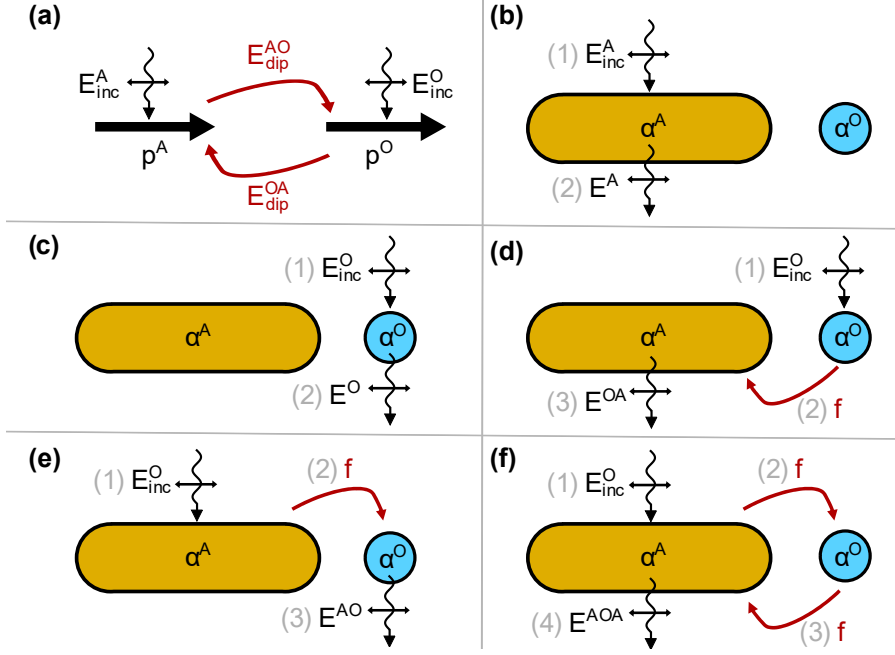 (a)
E^A_inc
E^AO_dip
E^O_inc
p^A
p^O
E^OA_dip
(b)
(1) E^A_inc
α^A
α^O
(2) E^A
(c)
(1) E^O_inc
α^A
α^O
(2) E^O
(d)
(1) E^O_inc
α^A
α^O
(3) E^OA
(2) f
(e)
(1) E^O_inc
(2) f
α^A
α^O
(3) E^AO
(f)
(1) E^O_inc
(2) f
α^A
α^O
(4) E^AOA
(3) f